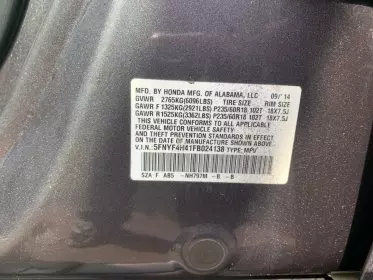 MFD. BY HONDA MFG. OF ALABAMA, LLC 09/'14
GVWR 2765KG(6096LBS) TIRE SIZE RIM SIZE
GAWR F 1325KG(2921LBS) P235/60R18 102T 18X7.5J
GAWR R 1525KG(3362LBS) P235/60R18 102T 18X7.5J
THIS VEHICLE CONFORMS TO ALL APPLICABLE
FEDERAL MOTOR VEHICLE SAFETY, BUMPER,
AND THEFT PREVENTION STANDARDS IN EFFECT
ON THE DATE OF MANUFACTURE SHOWN ABOVE.
V.I.N.: 5FNYF4H41FB024138 TYPE: MPV
SZA F AB5 NH797M -B -B